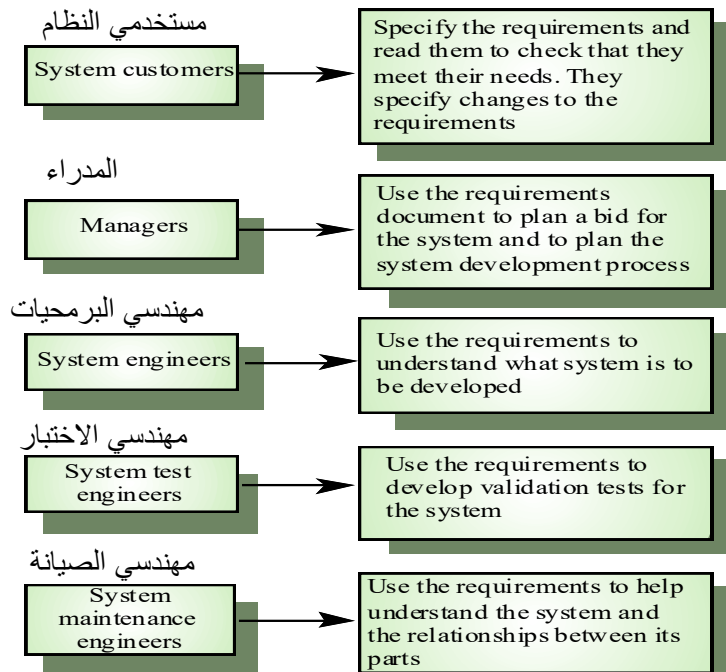 مستخدمي النظام
System customers
Specify the requirements and
read them to check that they
meet their needs. They
specify changes to the
requirements
المدراء
Managers
Use the requirements
document to plan a bid for
the system and to plan the
system development process
مهندسي البرمحيات
System engineers
Use the requirements to
understand what system is to
be developed
مهندسي الاختبار
System test
engineers
Use the requirements to
develop validation tests for
the system
مهندسي الصيانة
System
maintenance
engineers
Use the requirements to help
understand the system and
the relationships between its
parts